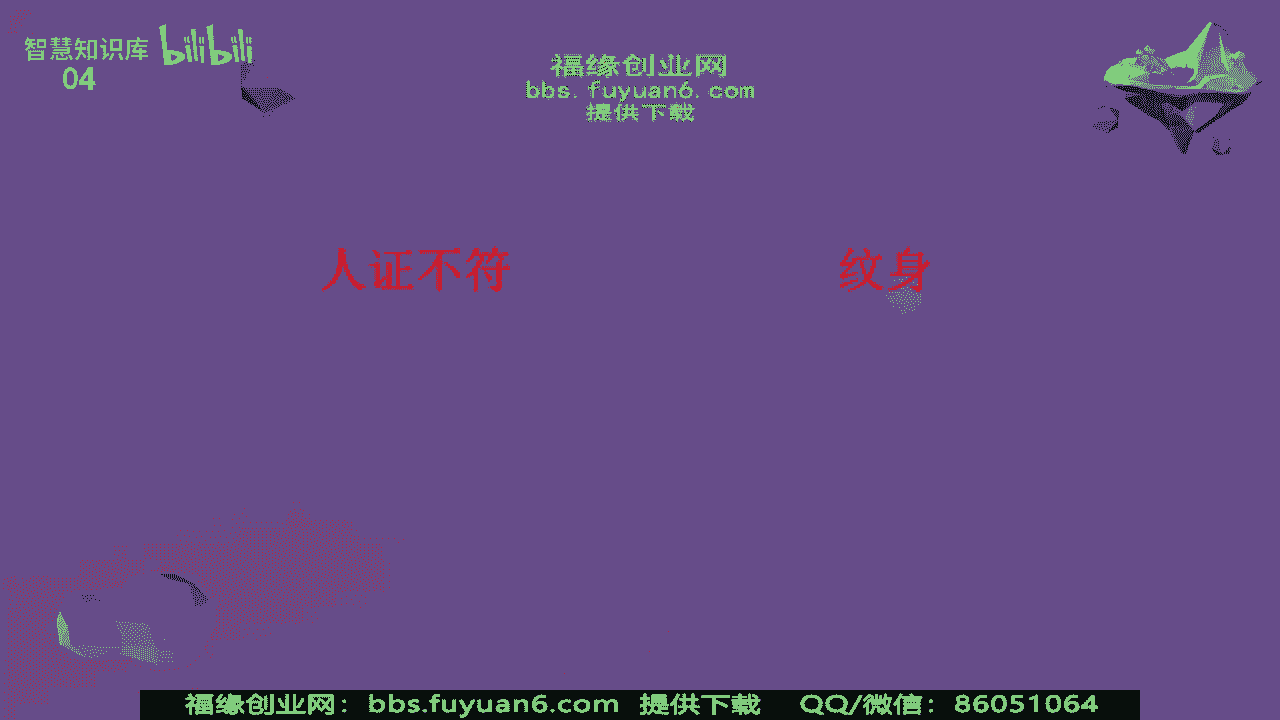 智慧知识库 bilibili
04
福缘创业网
bbs. fuyuan6. com
提供下载
人证不符 纹身
福缘创业网：bbs.fuyuan6.com 提供下载 QQ/微信：86051064